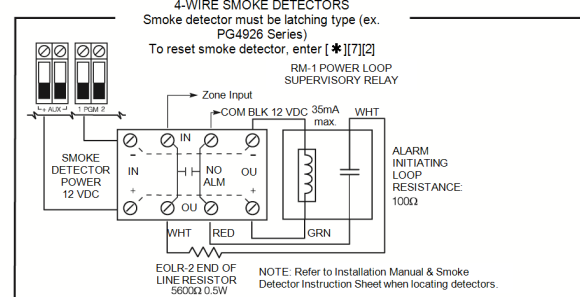 4-WIRE SMOKE DETECTORS
Smoke detector must be latching type (ex.
PG4926 Series)
To reset smoke detector, enter [✱][7][2]
RM-1 POWER LOOP
SUPERVISORY RELAY
Zone Input
COM BLK 12 VDC 35mA max. WHT
+ AUX - 1 PGM 2
IN
SMOKE
DETECTOR
POWER
12 VDC
- -
IN NO ALM OU
+ +
OU
ALARM
INITIATING
LOOP
RESISTANCE:
100Ω
WHT RED GRN
EOLR-2 END OF
LINE RESISTOR
5600Ω 0.5W
NOTE: Refer to Installation Manual & Smoke
Detector Instruction Sheet when locating detectors.